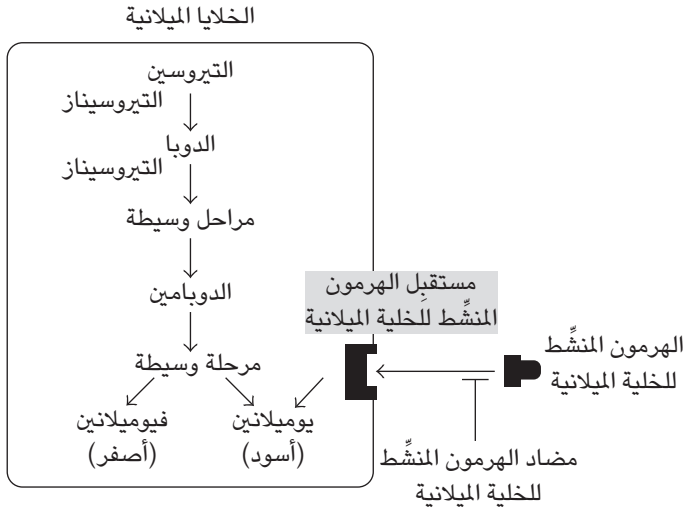 الخلايا الميلانية
التيروسين
التيروسيناز
الدوبا
التيروسيناز
مراحل وسيطة
الدوبامين
مستقبِل الهرمون
المنشِّط للخلية الميلانية
الهرمون المنشِّط
للخلية الميلانية
مرحلة وسيطة
يوميلانين
(أسود)
فيوميلانين
(أصفر)
مضاد الهرمون المنشِّط
للخلية الميلانية